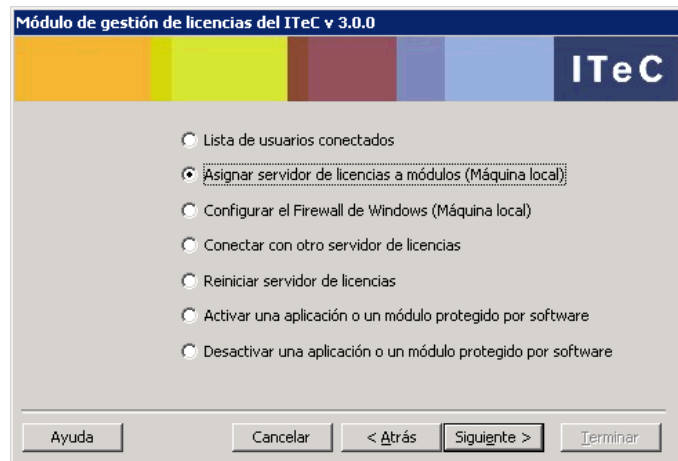 Módulo de gestión de licencias del ITeC v 3.0.0
ITeC
Lista de usuarios conectados
Asignar servidor de licencias a módulos (Máquina local)
Configurar el Firewall de Windows (Máquina local)
Conectar con otro servidor de licencias
Reiniciar servidor de licencias
Activar una aplicación o un módulo protegido por software
Desactivar una aplicación o un módulo protegido por software
Ayuda Cancelar < Atrás Siguiente > Terminar